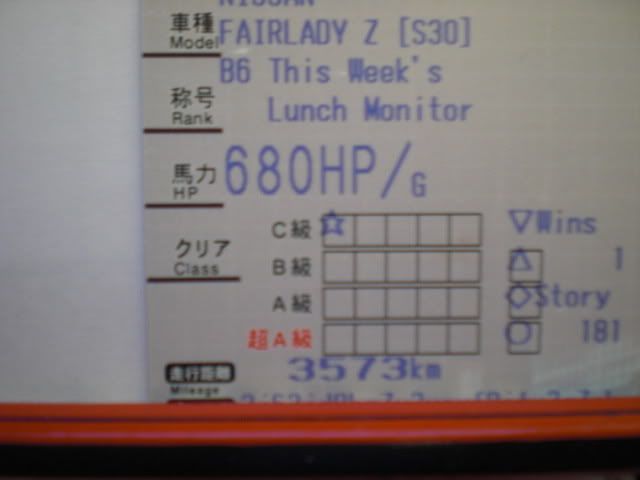 NISSAN
車種 FAIRLADY Z [S30]
Model
B6 This Week's
称号 Lunch Monitor
Rank
馬力 680HP/G
HP
C級 ☆ ▽Wins
クリア B級 △ 1
Class A級 ◇Story
超A級 ○ 181
走行距離 3573km
Mileage